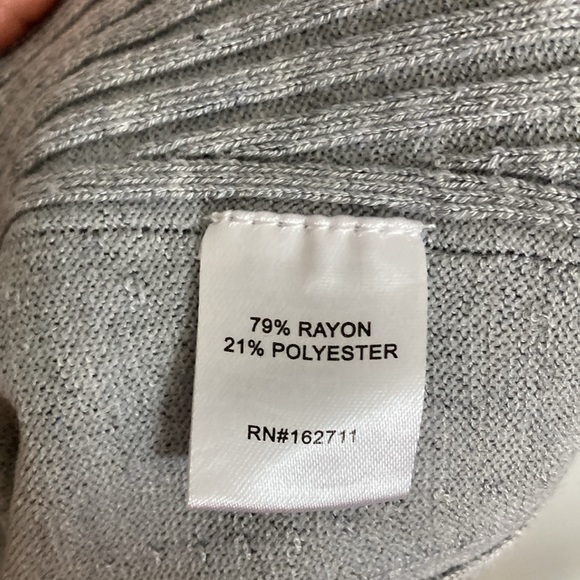 79% RAYON
21% POLYESTER
RN#162711